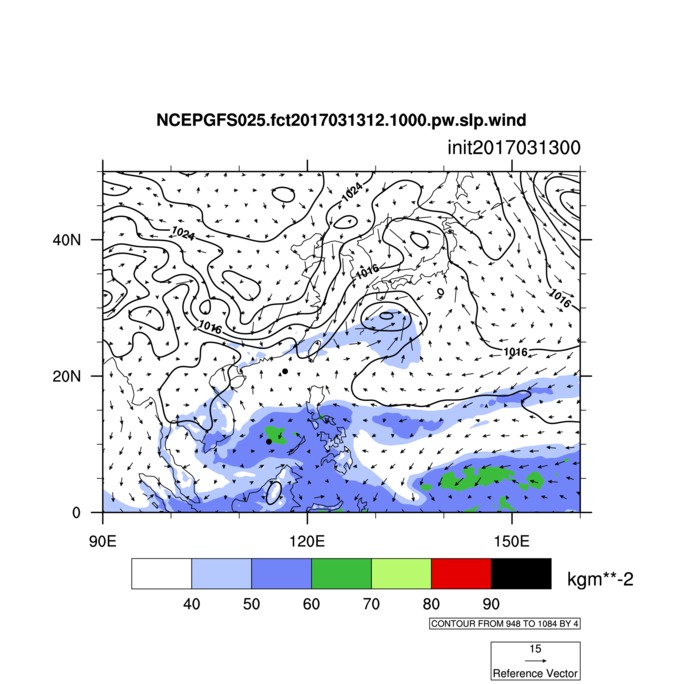 NCEPGFS025.fct2017031312.1000.pw.slp.wind
init2017031300
1024
1024
1016
1016
1016
1016
40N
20N
0
90E 120E 150E
40 50 60 70 80 90
kgm**-2
CONTOUR FROM 948 TO 1084 BY 4
15
Reference Vector